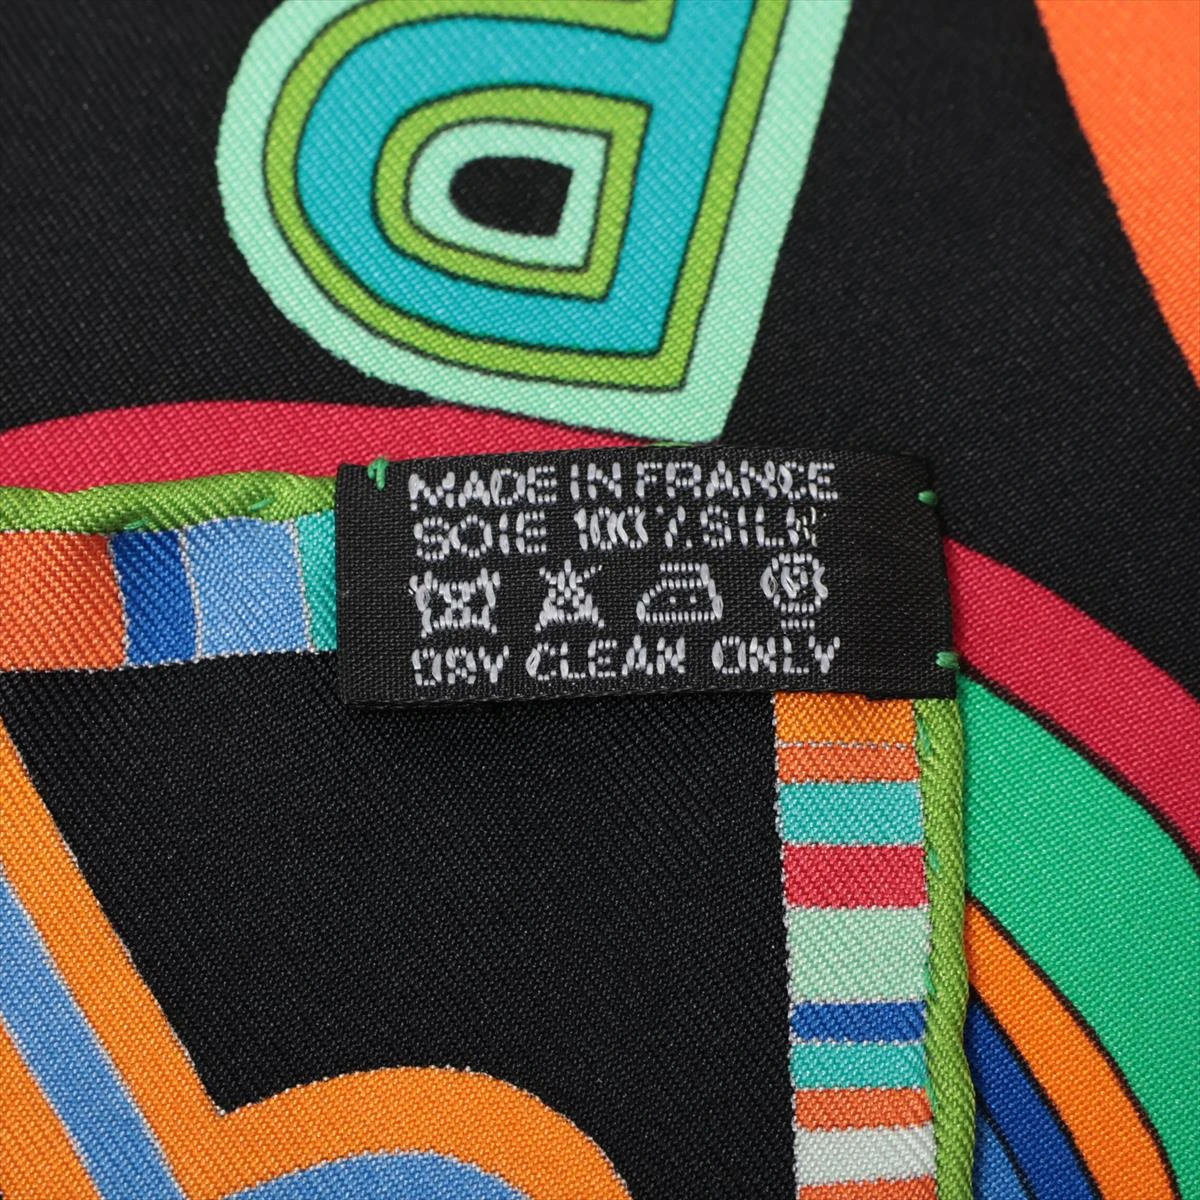 MADE IN FRANCE
SOIE 100% SILK
DRY CLEAN ONLY